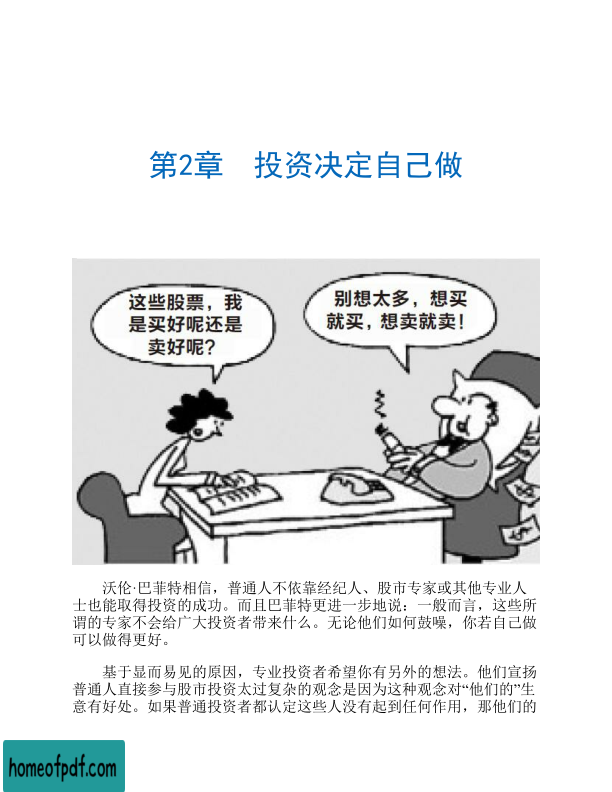 第2章　投资决定自己做
这些股票，我
是买好呢还是
卖好呢？
别想太多，想买
就买，想卖就卖！
沃伦·巴菲特相信，普通人不依靠经纪人、股市专家或其他专业人
士也能取得投资的成功。而且巴菲特更进一步地说：一般而言，这些所
谓的专家不会给广大投资者带来什么。无论他们如何鼓噪，你若自己做
可以做得更好。
基于显而易见的原因，专业投资者希望你有另外的想法。他们宣扬
普通人直接参与股市投资太过复杂的观念是因为这种观念对“他们的”生
意有好处。如果普通投资者都认定这些人没有起到任何作用，那他们的
homeofpdf.com